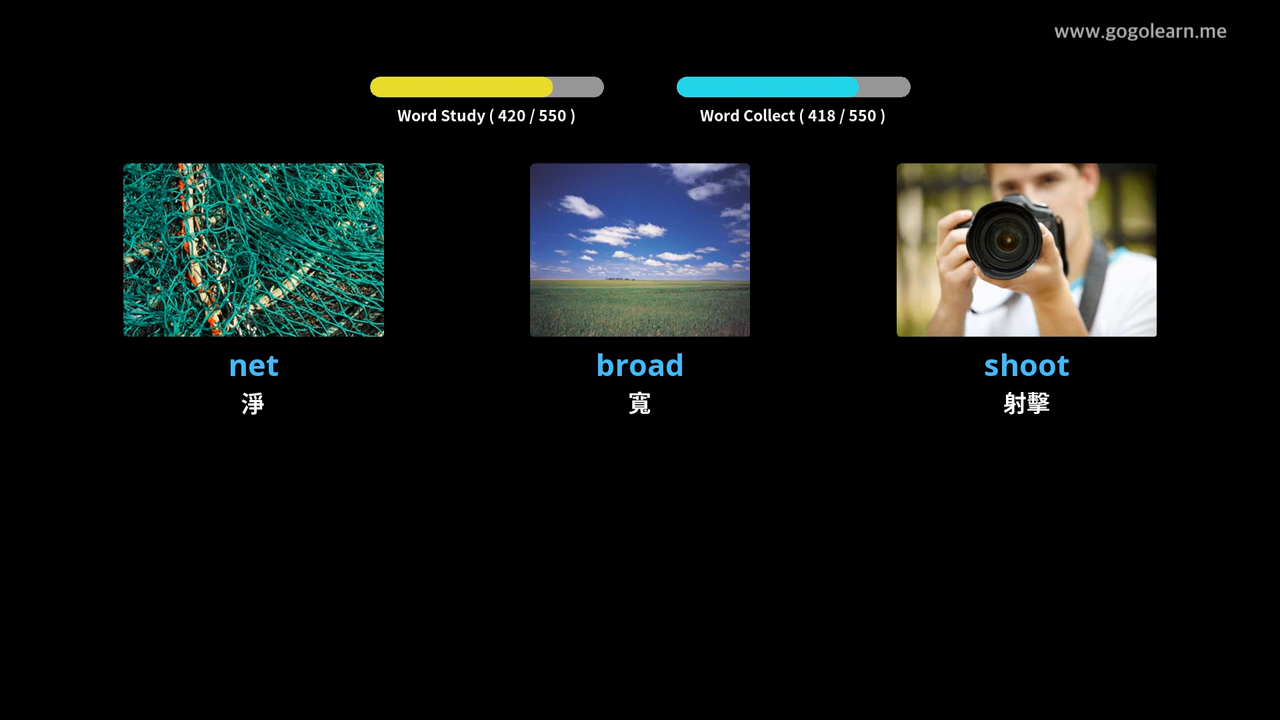 www.gogolearn.me
Word Study ( 420 / 550 )
Word Collect ( 418 / 550 )
net
broad
shoot
淨
寬
射擊